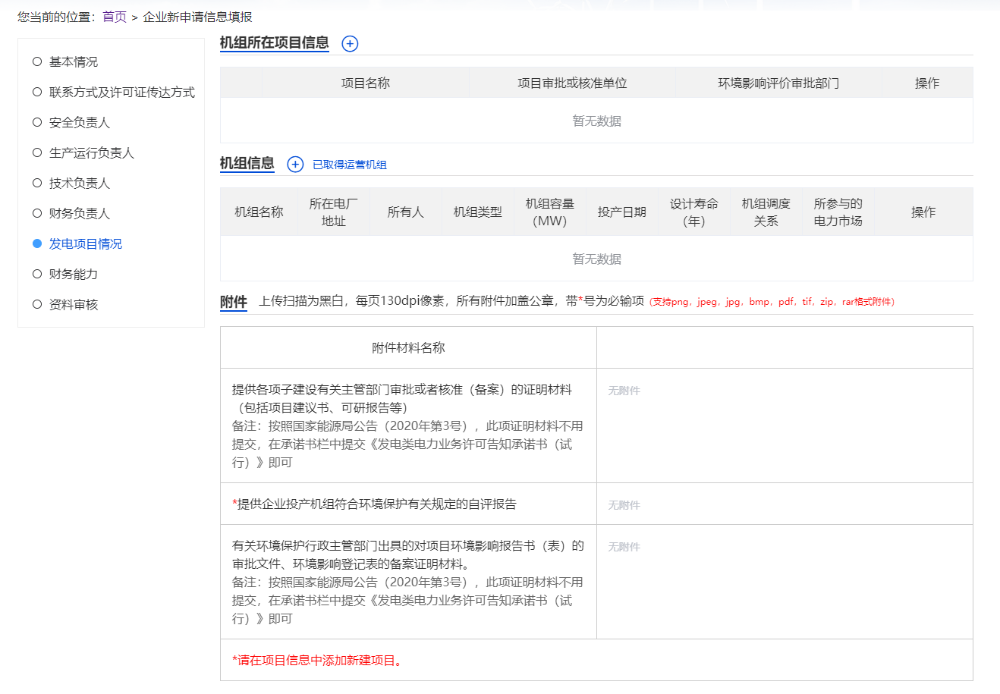 您当前的位置：首页 > 企业新申请信息填报
基本情况
联系方式及许可证传达方式
安全负责人
生产运行负责人
技术负责人
财务负责人
发电项目情况
财务能力
资料审核
机组所在项目信息
项目名称 项目审批或核准单位 环境影响评价审批部门 操作
暂无数据
机组信息 已取得运营机组
机组名称 所在电厂地址 所有人 机组类型 机组容量（MW） 投产日期 设计寿命（年） 机组调度关系 所参与的电力市场 操作
暂无数据
附件 上传扫描为黑白，每页130dpi像素，所有附件加盖公章，带*号为必输项（支持png，jpeg，jpg，bmp，pdf，tif，zip，rar格式附件）
附件材料名称
提供各项子建设有关主管部门审批或者核准（备案）的证明材料
（包括项目建议书、可研报告等）
备注：按照国家能源局公告（2020年第3号），此项证明材料不用
提交，在承诺书栏中提交《发电类电力业务许可告知承诺书（试
行）》即可
无附件
*提供企业投产机组符合环境保护有关规定的自评报告
无附件
有关环境保护行政主管部门出具的对项目环境影响报告书（表）的
审批文件、环境影响登记表的备案证明材料。
备注：按照国家能源局公告（2020年第3号），此项证明材料不用
提交，在承诺书栏中提交《发电类电力业务许可告知承诺书（试
行）》即可
无附件
*请在项目信息中添加新建项目。